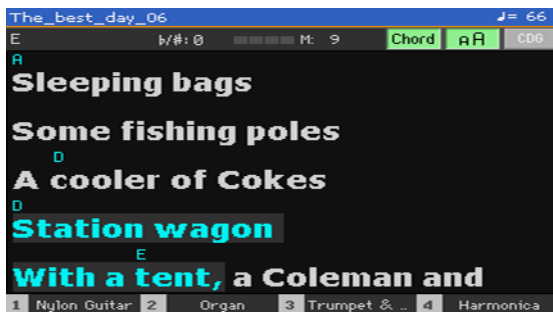 The_best_day_06 ♩= 66
E b/#: 0 M: 9 Chord aA CDG
A
Sleeping bags
Some fishing poles
D
A cooler of Cokes
D
Station wagon
E
With a tent, a Coleman and
1 Nylon Guitar 2 Organ 3 Trumpet & .. 4 Harmonica